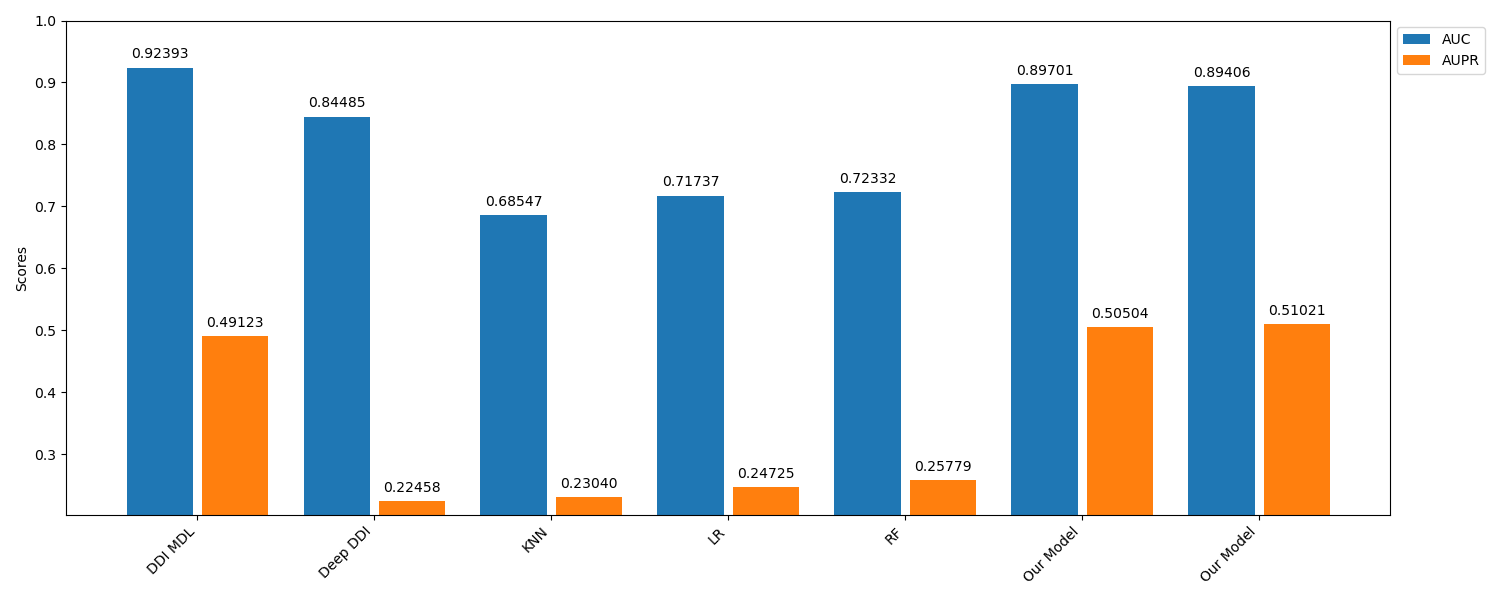 1.0
0.9
0.8
0.7
0.6
0.5
0.4
0.3
Scores
0.92393
0.49123
0.84485
0.22458
0.68547
0.23040
0.71737
0.24725
0.72332
0.25779
0.89701
0.50504
0.89406
0.51021
DDI MDL
Deep DDI
KNN
LR
RF
Our Model
Our Model
AUC
AUPR